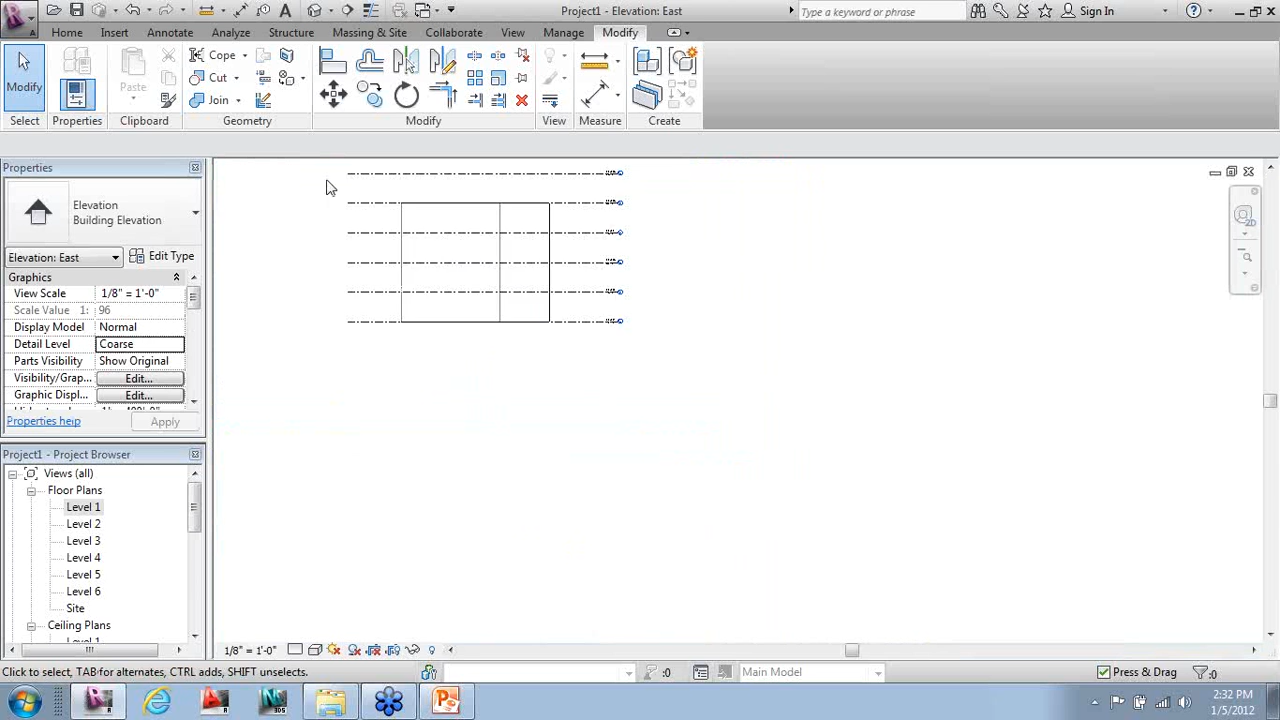 Project1 - Elevation: East
Type a keyword or phrase
Sign In
Home Insert Annotate Analyze Structure Massing & Site Collaborate View Manage Modify
Modify
Properties
Paste
Cope
Cut
Join
Select Properties Clipboard Geometry Modify View Measure Create
Properties
Elevation
Building Elevation
Elevation: East
Edit Type
Graphics
View Scale 1/8" = 1'-0"
Scale Value 1: 96
Display Model Normal
Detail Level Coarse
Parts Visibility Show Original
Visibility/Grap... Edit...
Graphic Displ... Edit...
Properties help Apply
Project1 - Project Browser
Views (all)
Floor Plans
Level 1
Level 2
Level 3
Level 4
Level 5
Level 6
Site
Ceiling Plans
1/8" = 1'-0"
Click to select, TAB for alternates, CTRL adds, SHIFT unselects.
:0
Main Model
Press & Drag
:0
2:32 PM
1/5/2012